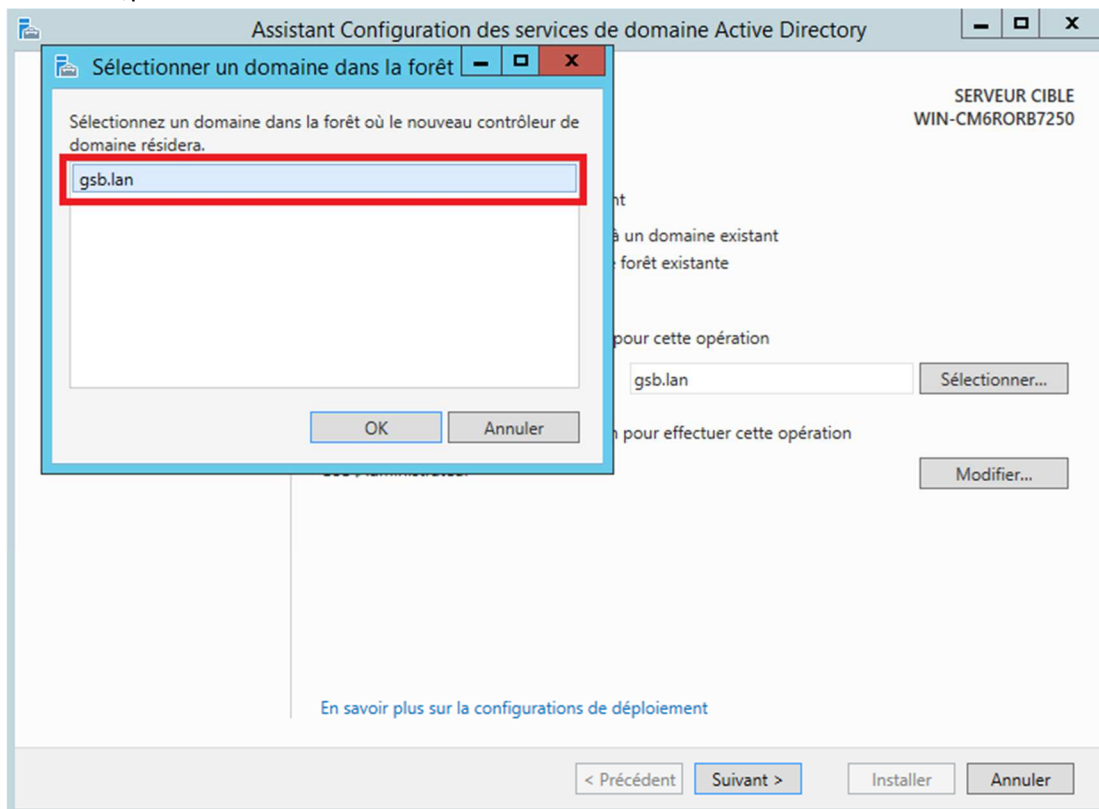 Assistant Configuration des services de domaine Active Directory
Sélectionner un domaine dans la forêt
SERVEUR CIBLE
WIN-CM6RORB7250
Sélectionnez un domaine dans la forêt où le nouveau contrôleur de
domaine résidera.
gsb.lan
à un domaine existant
forêt existante
pour cette opération
gsb.lan
Sélectionner...
OK
Annuler
pour effectuer cette opération
Modifier...
En savoir plus sur la configurations de déploiement
< Précédent
Suivant >
Installer
Annuler